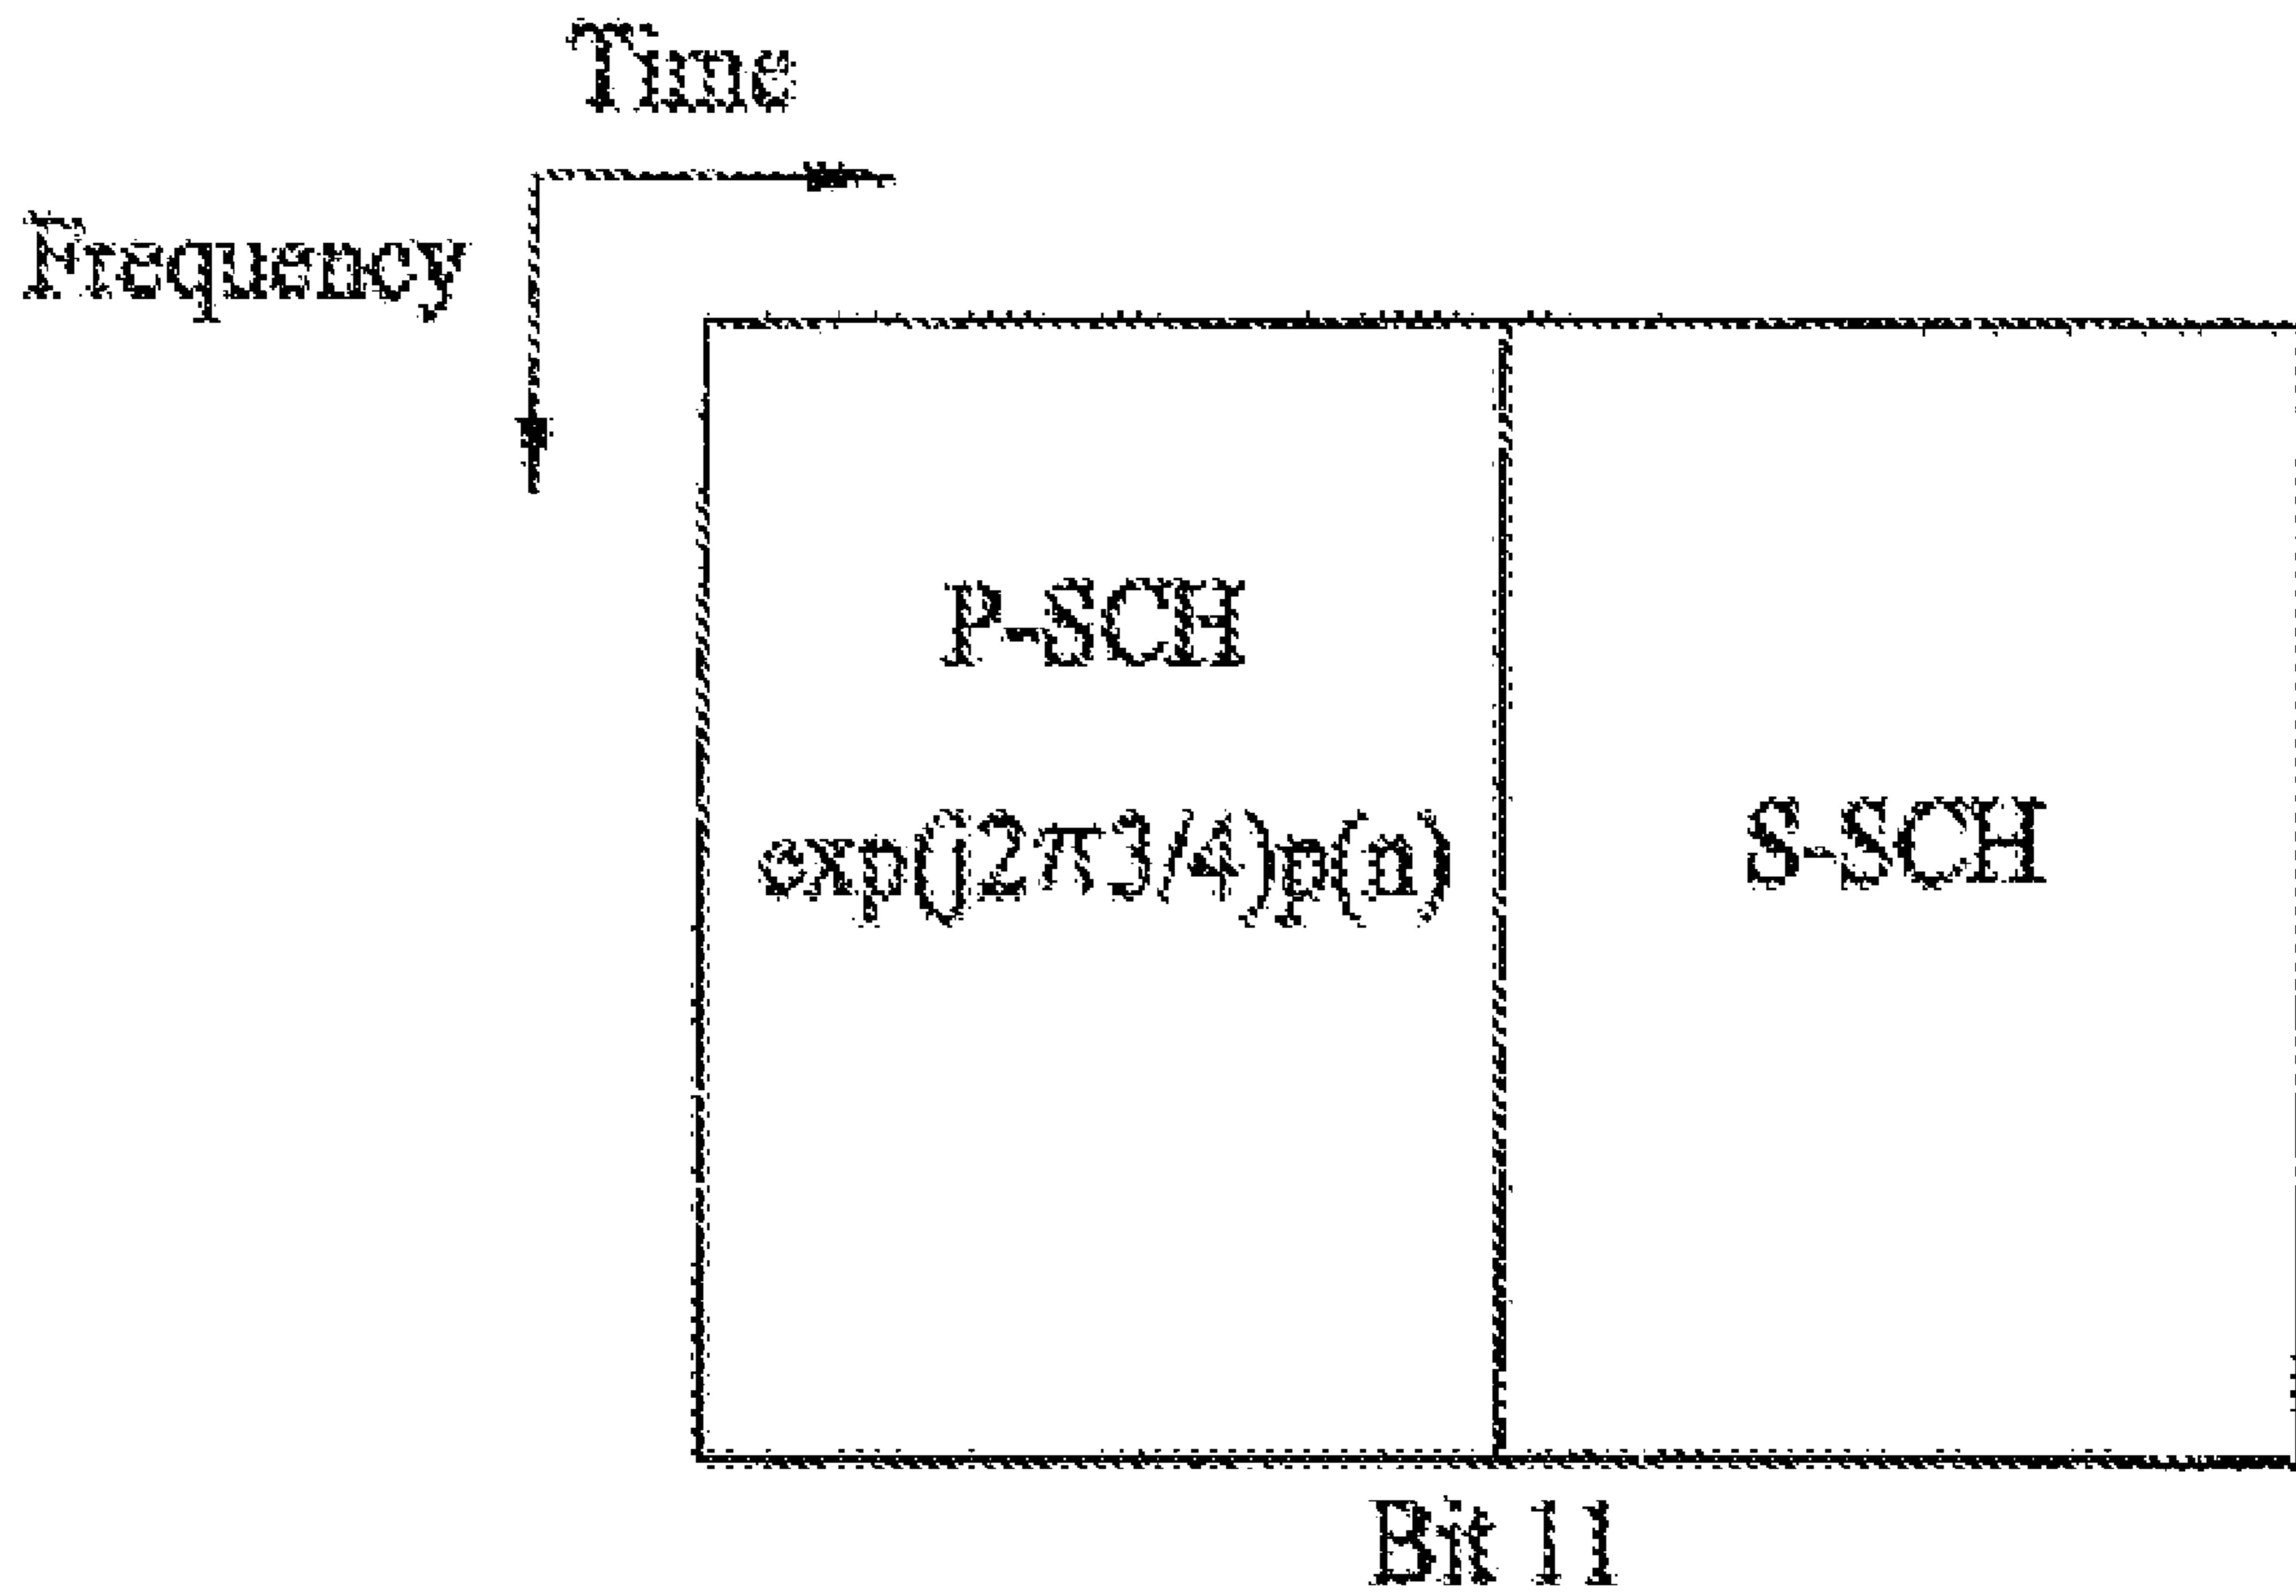 Time
Frequency
P-SCH
exp(j2π3/4)p(n)
S-SCH
Bit 11